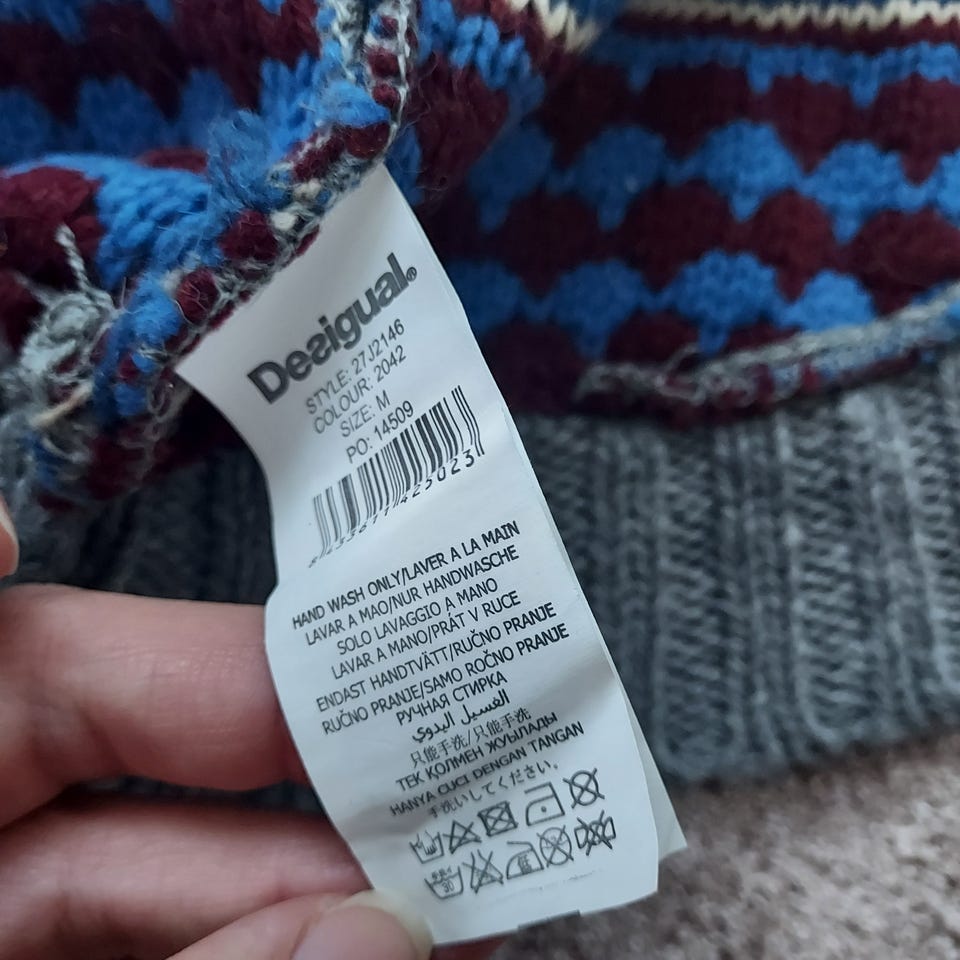 Desigual.®
STYLE: 27J2146
COLOUR: 2042
SIZE: M
PO: 14509
HAND WASH ONLY/LAVER A LA MAIN
LAVAR A MAO/NUR HANDWASCHE
SOLO LAVAGGIO A MANO
LAVAR A MANO/PRÁT V RUCE
ENDAST HANDTVÄTT/RUČNO PRANJE
RUČNO PRANJE/SAMO ROČNO PRANJE
РУЧНАЯ СТИРКА
الغسيل اليدوي
只能手洗/只能手洗
ТЕК ҚОЛМЕН ЖУЫЛАДЫ
HANYA CUCI DENGAN TANGAN
手洗いしてください。
30